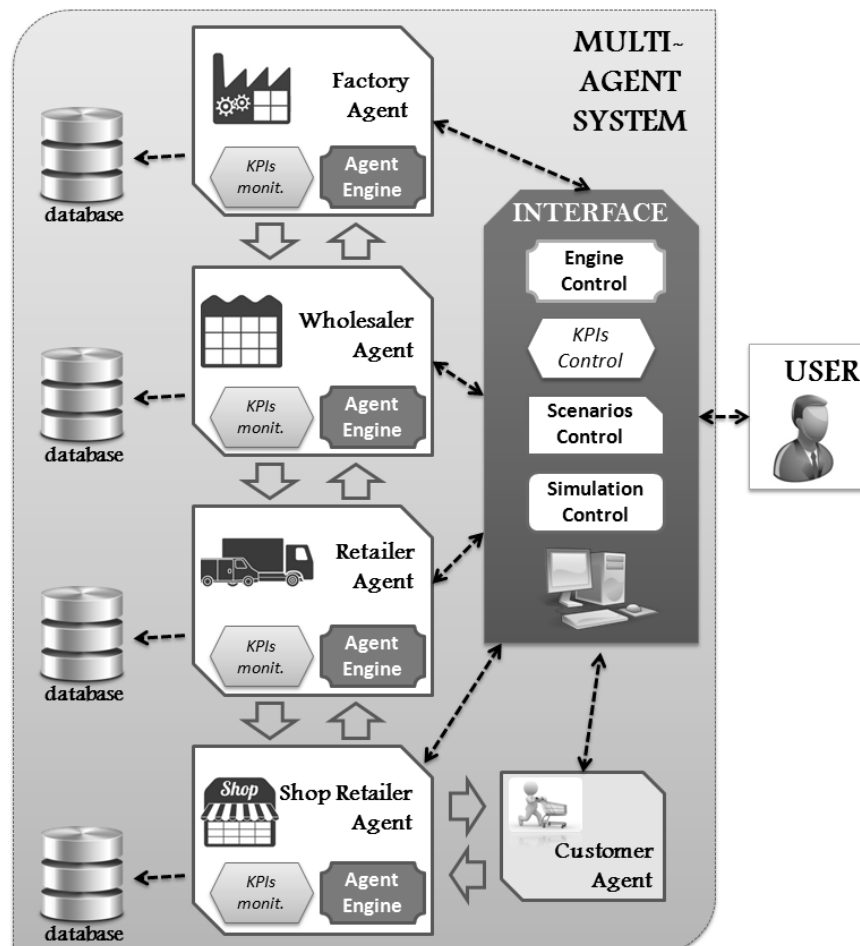 MULTI-
AGENT
SYSTEM
Factory
Agent
KPIs
monit.
Agent
Engine
database
INTERFACE
Engine
Control
KPIs
Control
Scenarios
Control
Simulation
Control
USER
Wholesaler
Agent
KPIs
monit.
Agent
Engine
database
Retailer
Agent
KPIs
monit.
Agent
Engine
database
Shop
Shop Retailer
Agent
KPIs
monit.
Agent
Engine
database
Customer
Agent